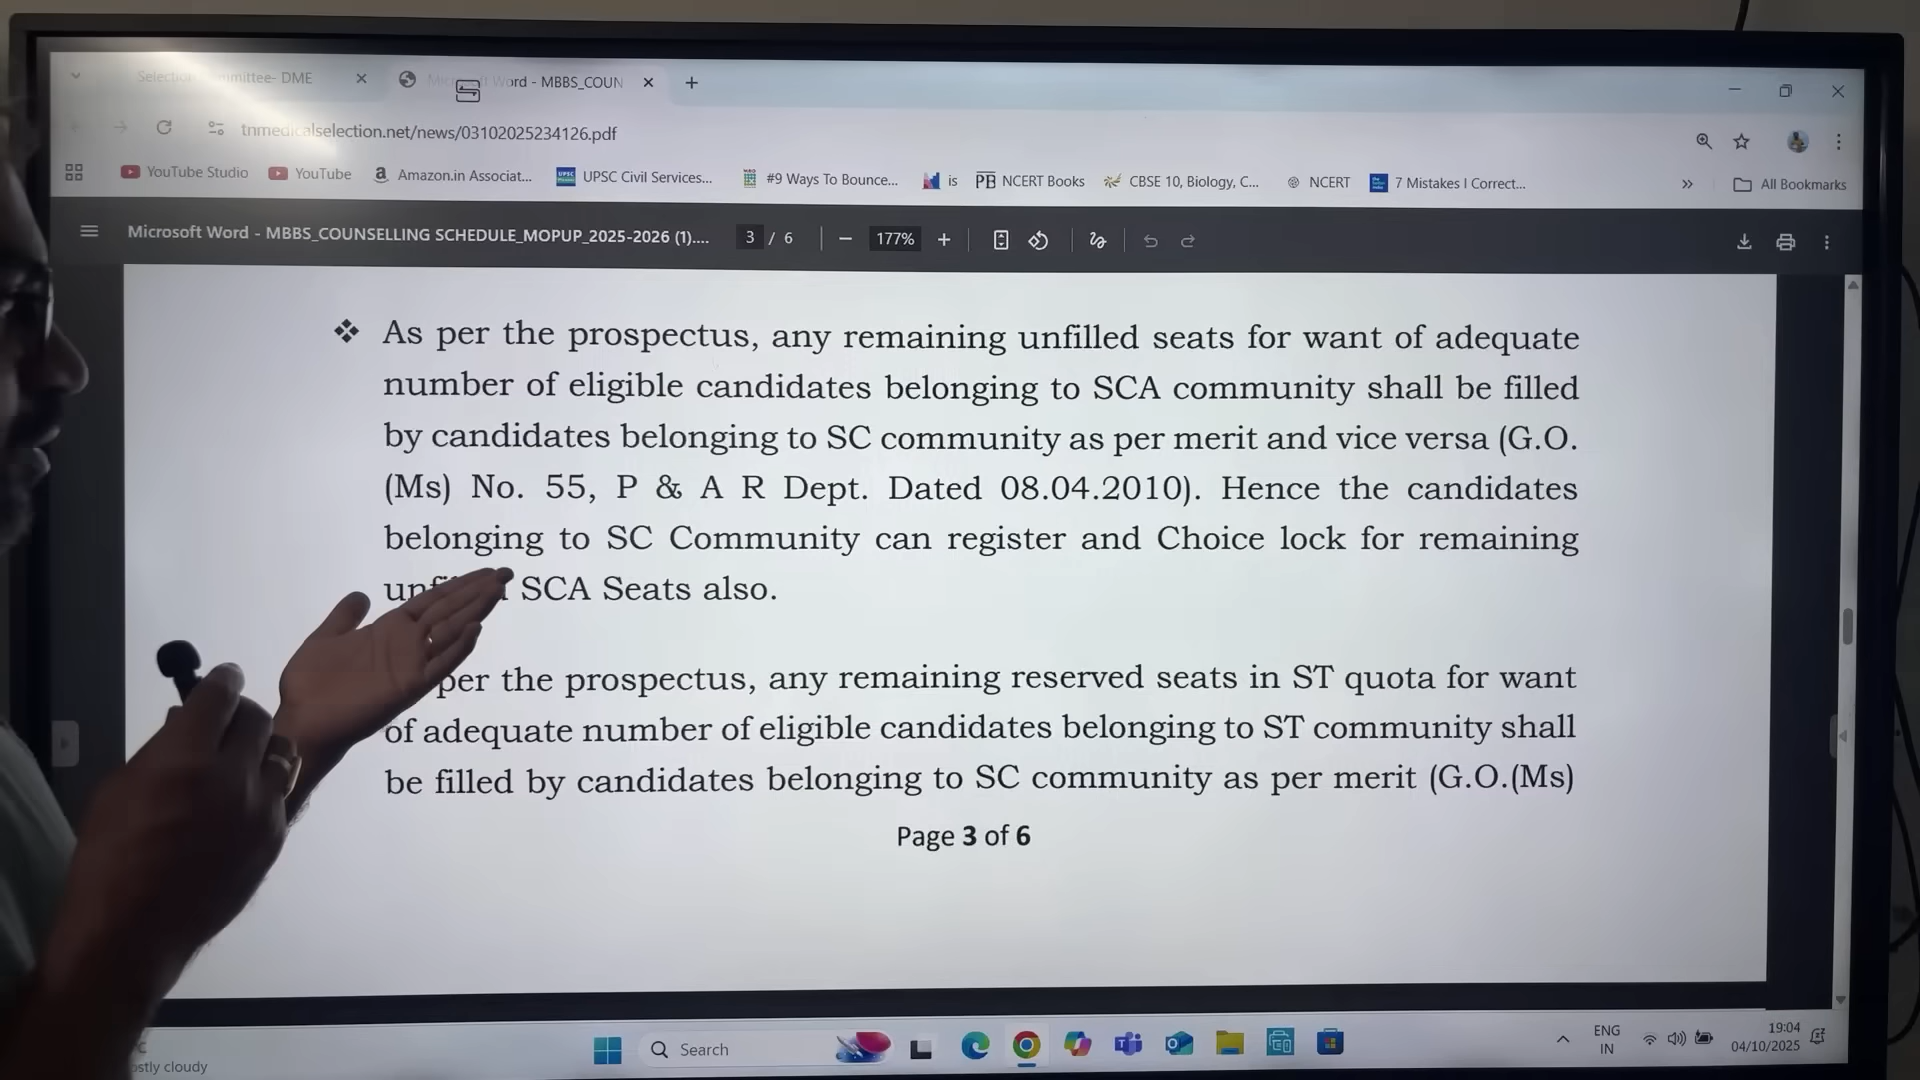 Selection mmittee- DME
Word - MBBS_COUN
tnmedicalselection.net/news/03102025234126.pdf
YouTube Studio
YouTube
Amazon.in Associat...
UPSC Civil Services...
#9 Ways To Bounce...
is
PB NCERT Books
CBSE 10, Biology, C...
NCERT
7 Mistakes I Correct...
All Bookmarks
Microsoft Word - MBBS_COUNSELLING SCHEDULE_MOPUP_2025-2026 (1)....
3 / 6
177%
❖ As per the prospectus, any remaining unfilled seats for want of adequate
number of eligible candidates belonging to SCA community shall be filled
by candidates belonging to SC community as per merit and vice versa (G.O.
(Ms) No. 55, P & A R Dept. Dated 08.04.2010). Hence the candidates
belonging to SC Community can register and Choice lock for remaining
SCA Seats also.
per the prospectus, any remaining reserved seats in ST quota for want
of adequate number of eligible candidates belonging to ST community shall
be filled by candidates belonging to SC community as per merit (G.O.(Ms)
Page 3 of 6
ostly cloudy
Search
ENG
IN
19:04
04/10/2025